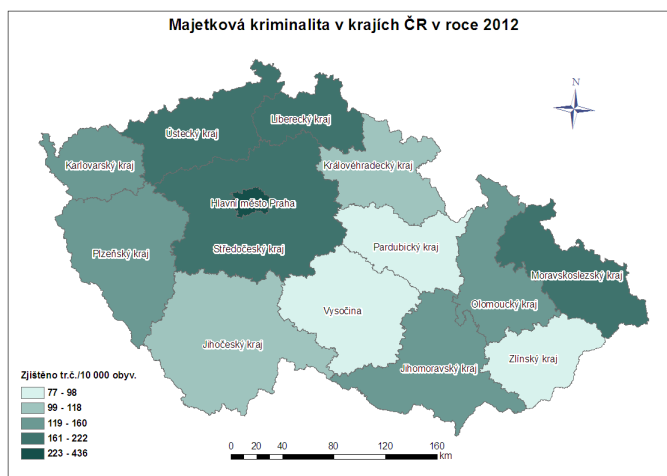 Majetková kriminalita v krajích ČR v roce 2012
N
Liberecký kraj
Ústecký kraj
Karlovarský kraj
Královéhradecký kraj
Hlavní město Praha
Plzeňský kraj
Středočeský kraj
Pardubický kraj
Moravskoslezský kraj
Olomoucký kraj
Vysočina
Jihočeský kraj
Zlínský kraj
Jihomoravský kraj
Zjištěno tr.č./10 000 obyv.
77 - 98
99 - 118
119 - 160
161 - 222
223 - 436
0 20 40 80 120 160
km